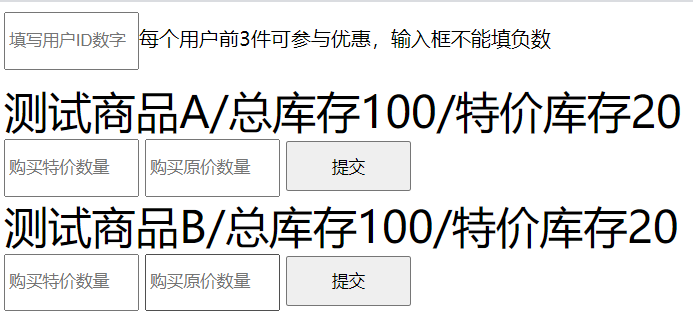 填写用户ID数字 每个用户前3件可参与优惠，输入框不能填负数
测试商品A/总库存100/特价库存20
购买特价数量 购买原价数量 提交
测试商品B/总库存100/特价库存20
购买特价数量 购买原价数量 提交